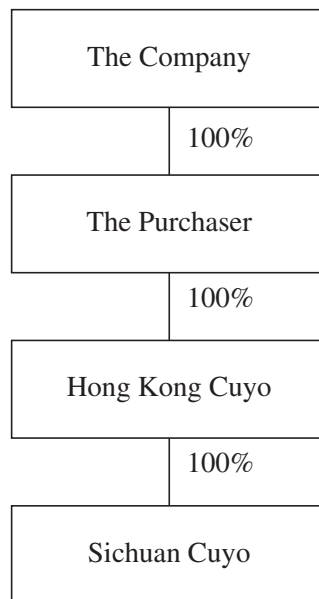 The Company
100%
The Purchaser
100%
Hong Kong Cuyo
100%
Sichuan Cuyo